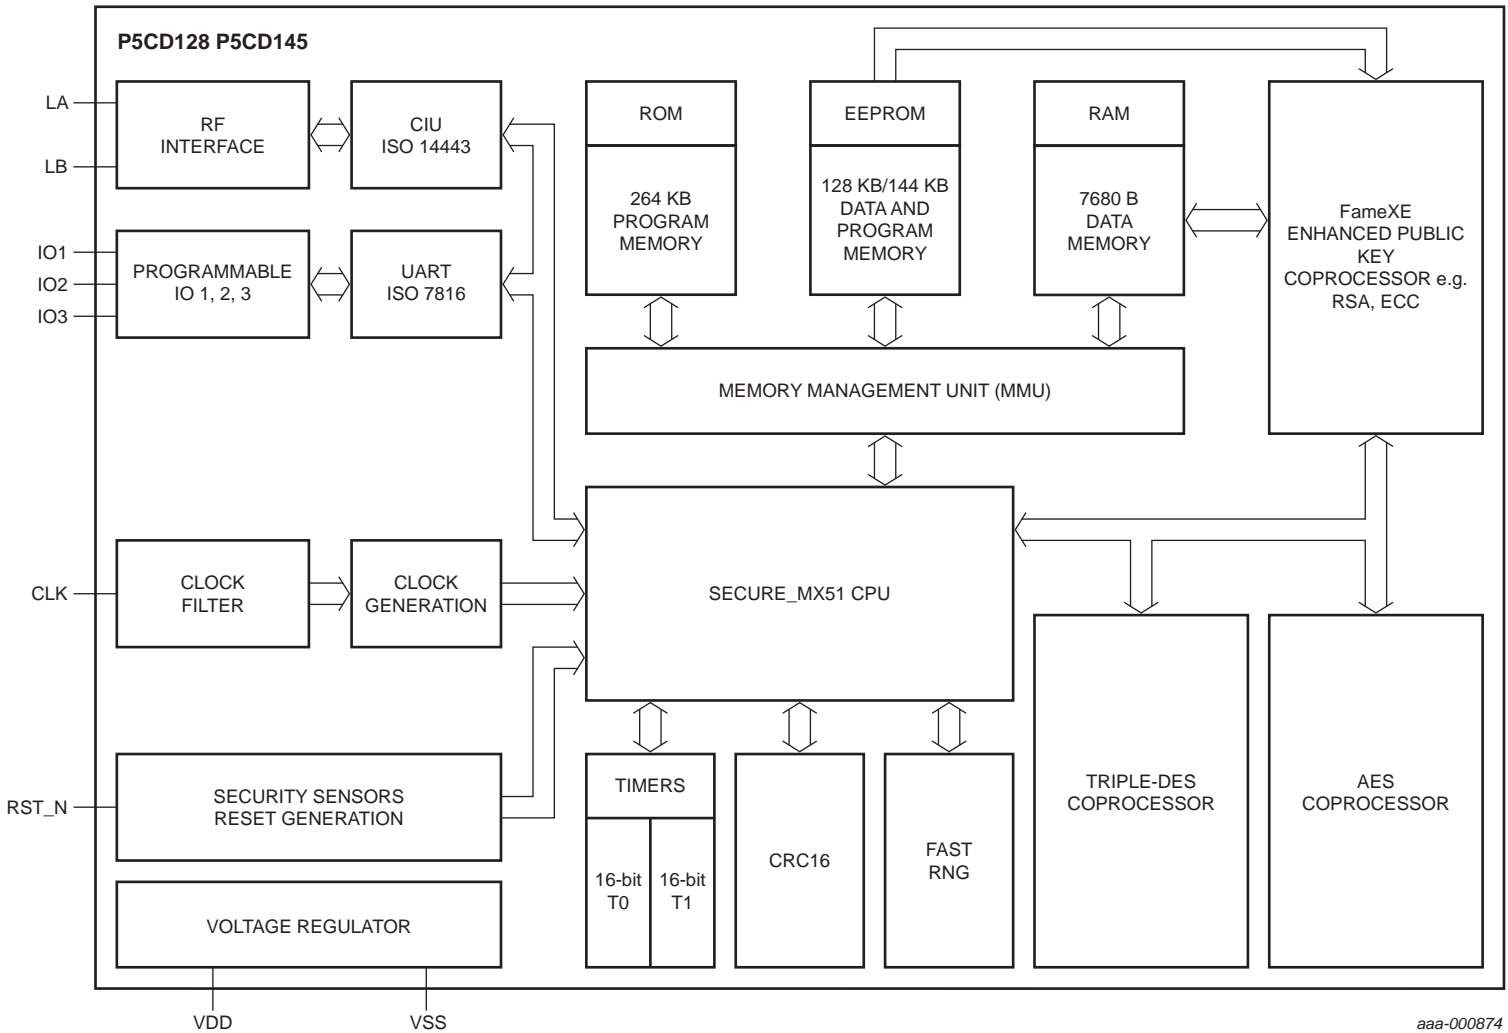 P5CD128 P5CD145
LA
LB
RF
INTERFACE
CIU
ISO 14443
IO1
IO2
IO3
PROGRAMMABLE
IO 1, 2, 3
UART
ISO 7816
ROM
264 KB
PROGRAM
MEMORY
EEPROM
128 KB/144 KB
DATA AND
PROGRAM
MEMORY
RAM
7680 B
DATA
MEMORY
FameXE
ENHANCED PUBLIC
KEY
COPROCESSOR e.g.
RSA, ECC
MEMORY MANAGEMENT UNIT (MMU)
CLK
CLOCK
FILTER
CLOCK
GENERATION
SECURE_MX51 CPU
RST_N
SECURITY SENSORS
RESET GENERATION
VOLTAGE REGULATOR
VDD
VSS
TIMERS
16-bit
T0
16-bit
T1
CRC16
FAST
RNG
TRIPLE-DES
COPROCESSOR
AES
COPROCESSOR
aaa-000874